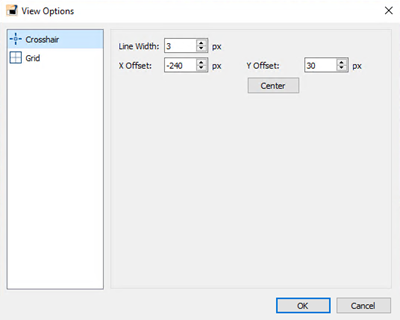 View Options
Crosshair
Grid
Line Width: 3 px
X Offset: -240 px Y Offset: 30 px
Center
OK Cancel